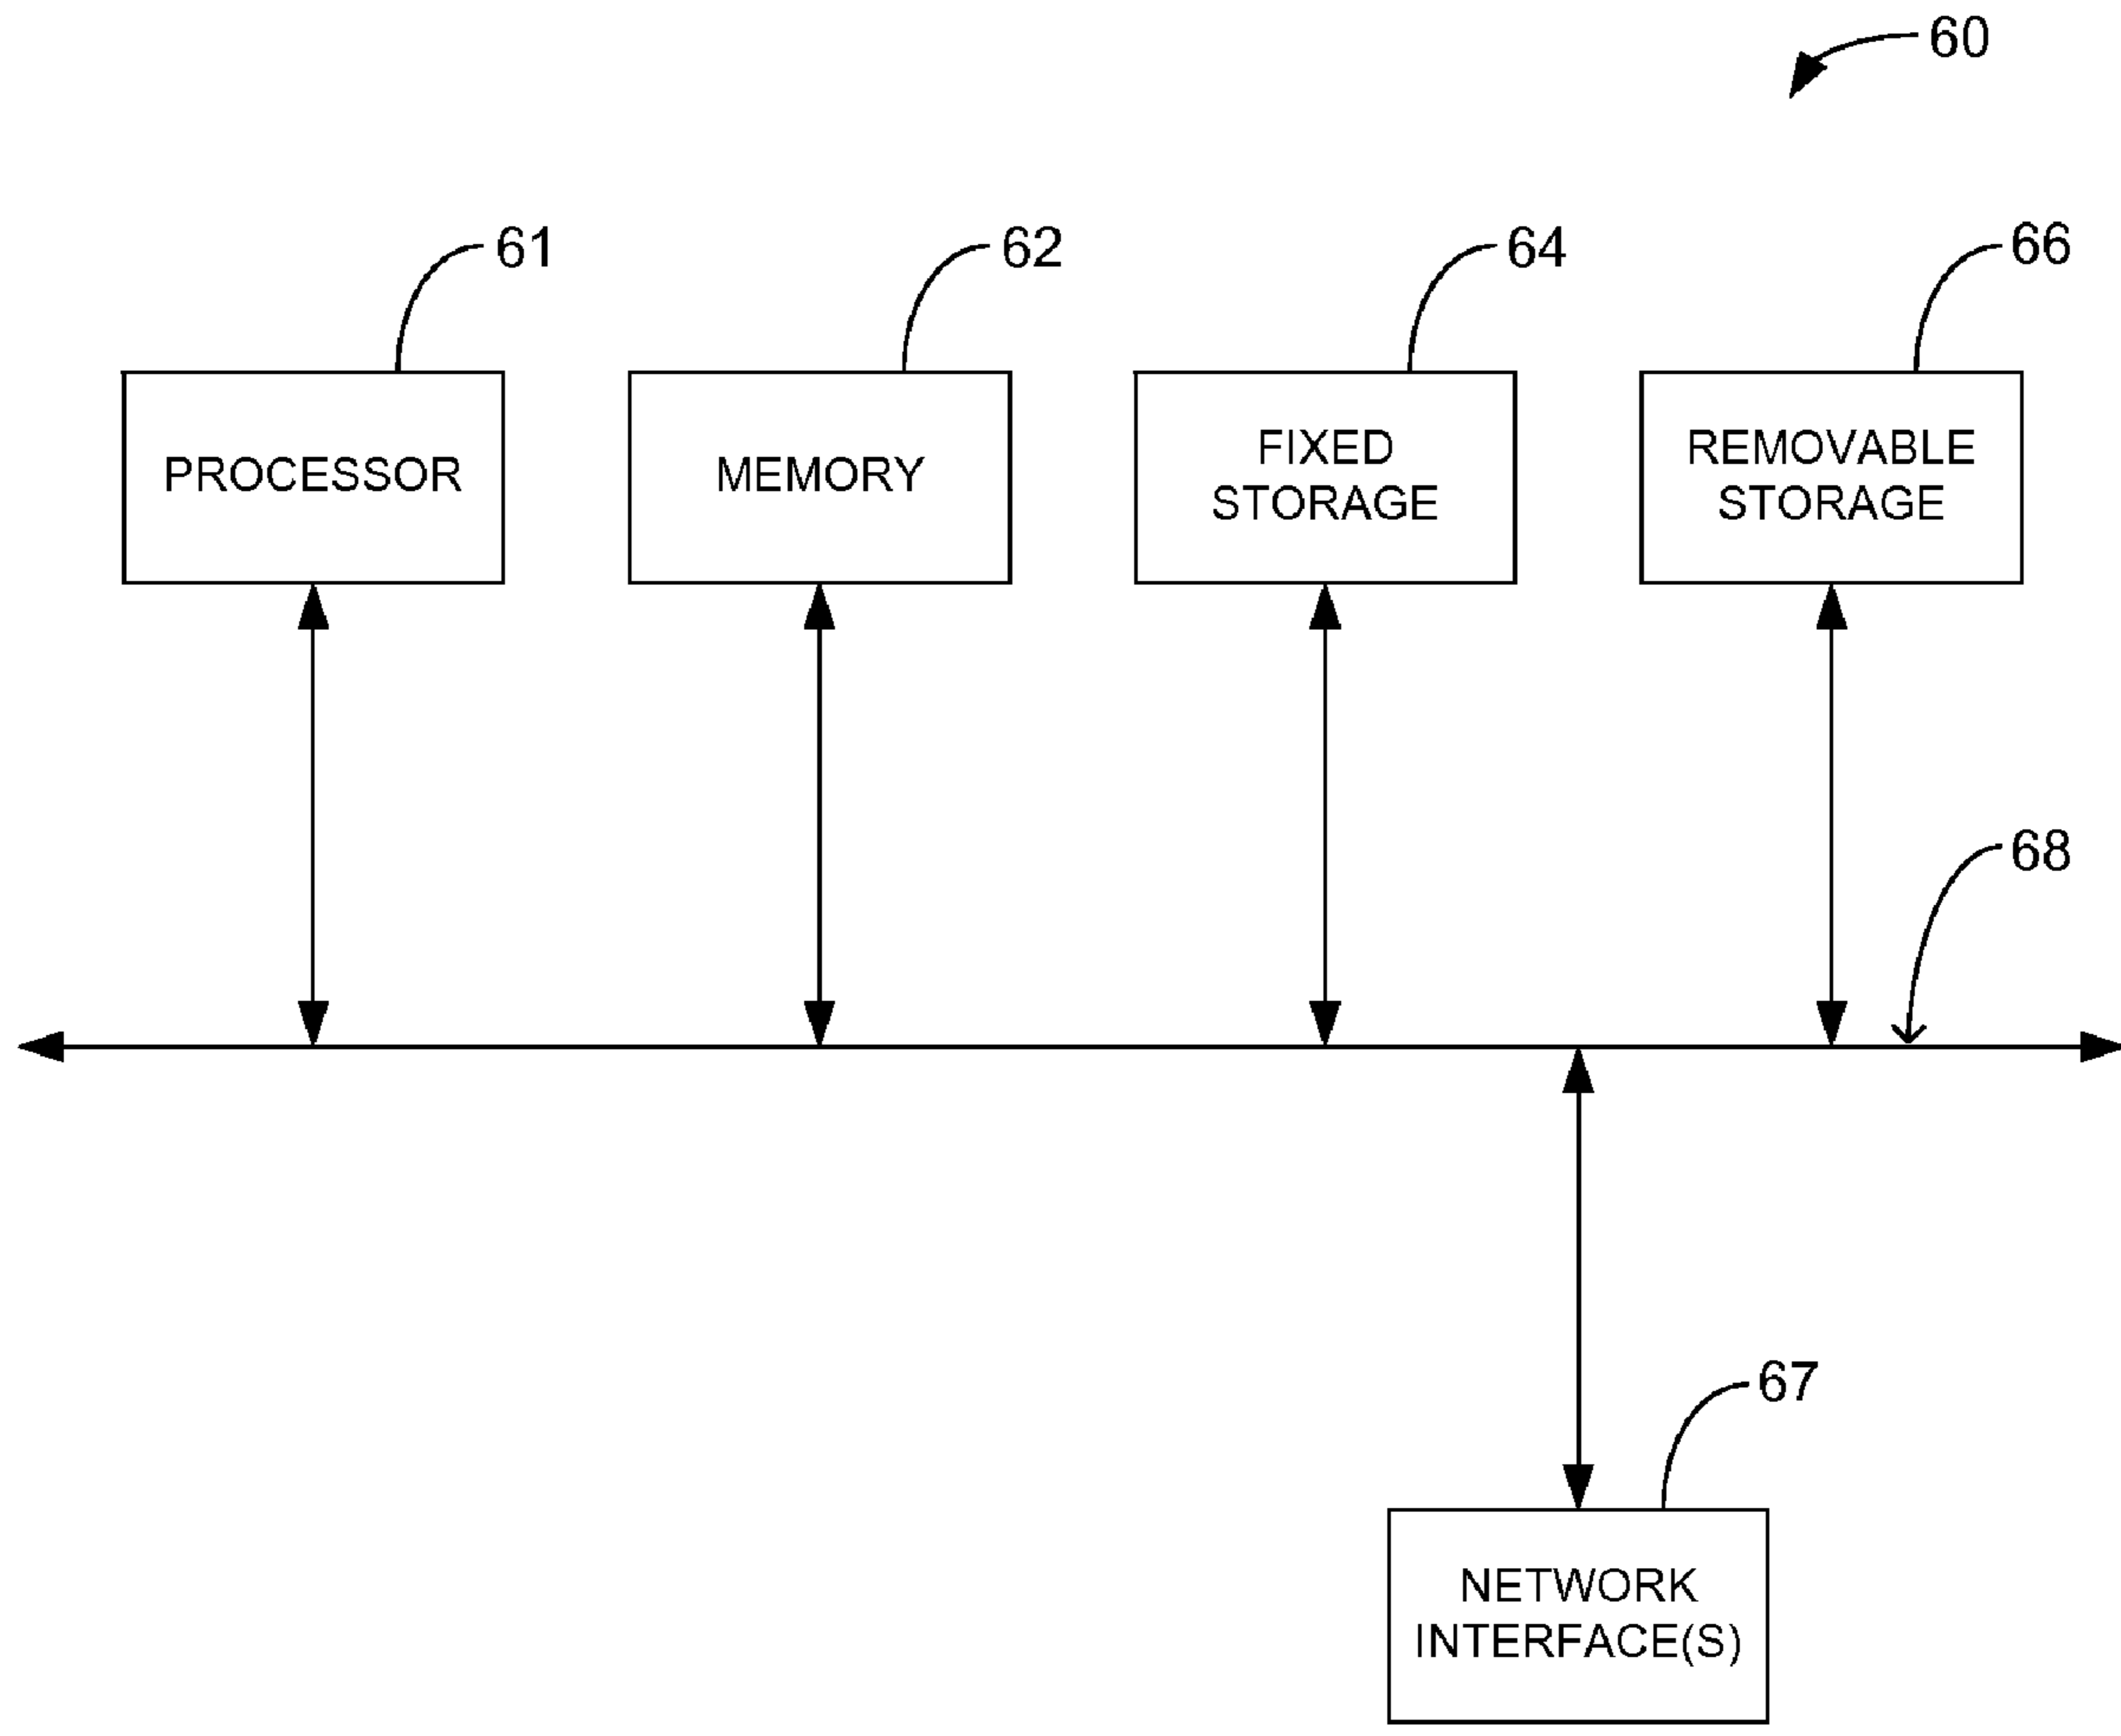 60
61
62
64
66
PROCESSOR
MEMORY
FIXED
STORAGE
REMOVABLE
STORAGE
68
67
NETWORK
INTERFACE(S)